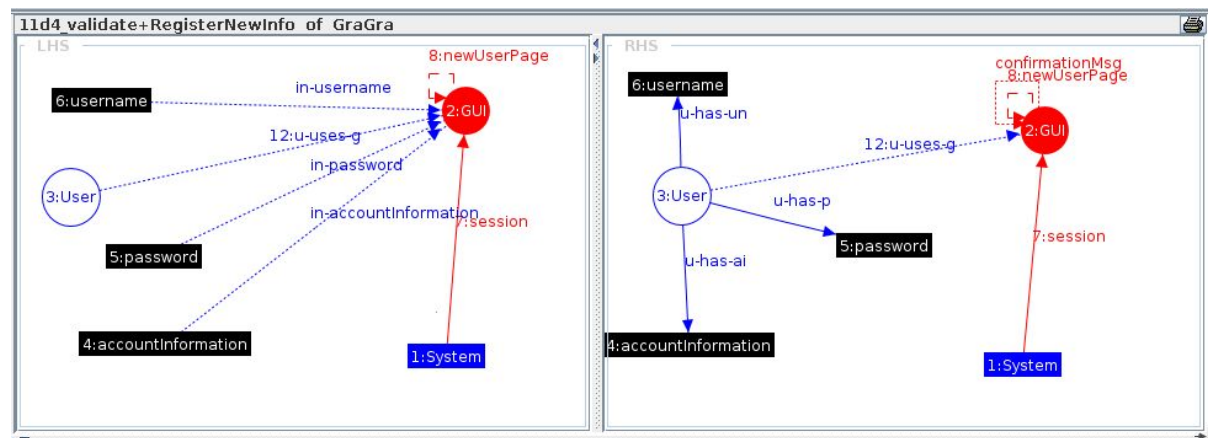 11d4_validate+RegisterNewInfo of GraGra
LHS
8:newUserPage
in-username
6:username
2:GUI
12:u-uses-g
in-password
3:User
in-accountInformation
7:session
5:password
4:accountInformation
1:System
RHS
confirmationMsg
8:newUserPage
6:username
u-has-un
2:GUI
12:u-uses-g
3:User
u-has-p
7:session
5:password
u-has-ai
4:accountInformation
1:System